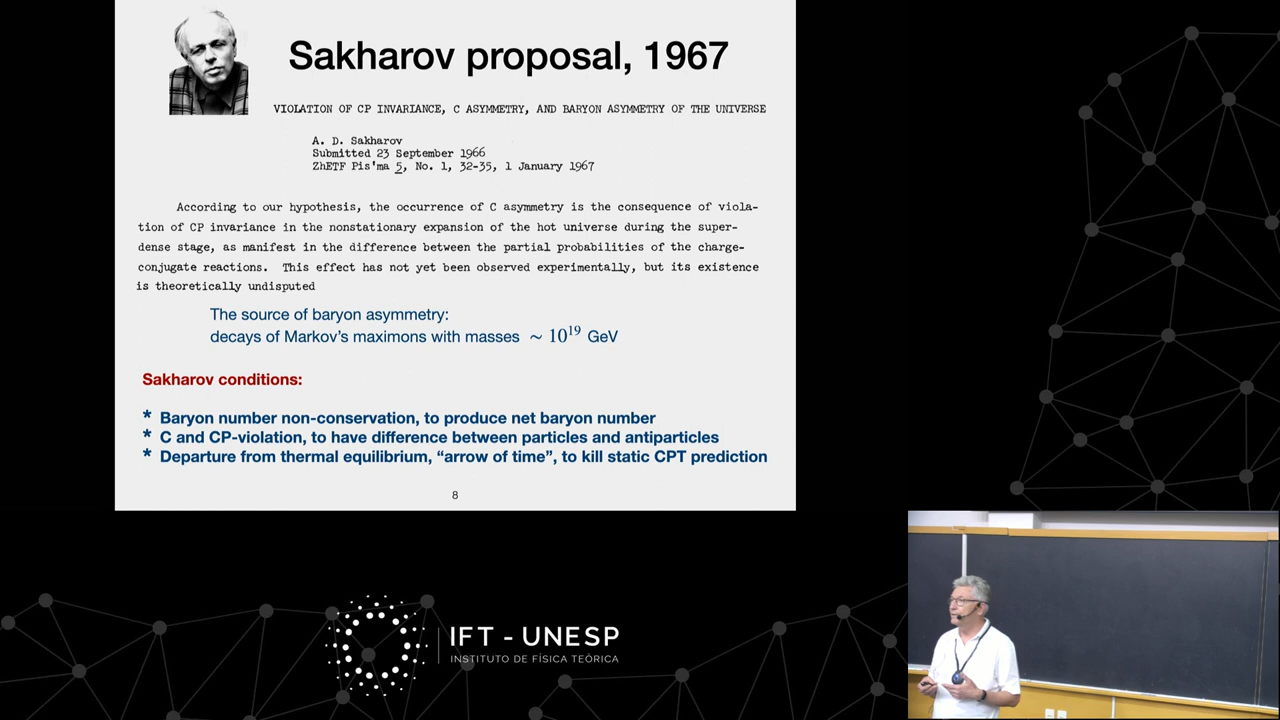 Sakharov proposal, 1967
VIOLATION OF CP INVARIANCE, C ASYMMETRY, AND BARYON ASYMMETRY OF THE UNIVERSE
A. D. Sakharov
Submitted 23 September 1966
ZhETF Pis'ma 5, No. 1, 32-35, 1 January 1967
According to our hypothesis, the occurrence of C asymmetry is the consequence of viola-
tion of CP invariance in the nonstationary expansion of the hot universe during the super-
dense stage, as manifest in the difference between the partial probabilities of the charge-
conjugate reactions. This effect has not yet been observed experimentally, but its existence
is theoretically undisputed
The source of baryon asymmetry:
decays of Markov's maximons with masses ∼ 10¹⁹ GeV
Sakharov conditions:
* Baryon number non-conservation, to produce net baryon number
* C and CP-violation, to have difference between particles and antiparticles
* Departure from thermal equilibrium, “arrow of time”, to kill static CPT prediction
8
IFT - UNESP
INSTITUTO DE FÍSICA TEÓRICA